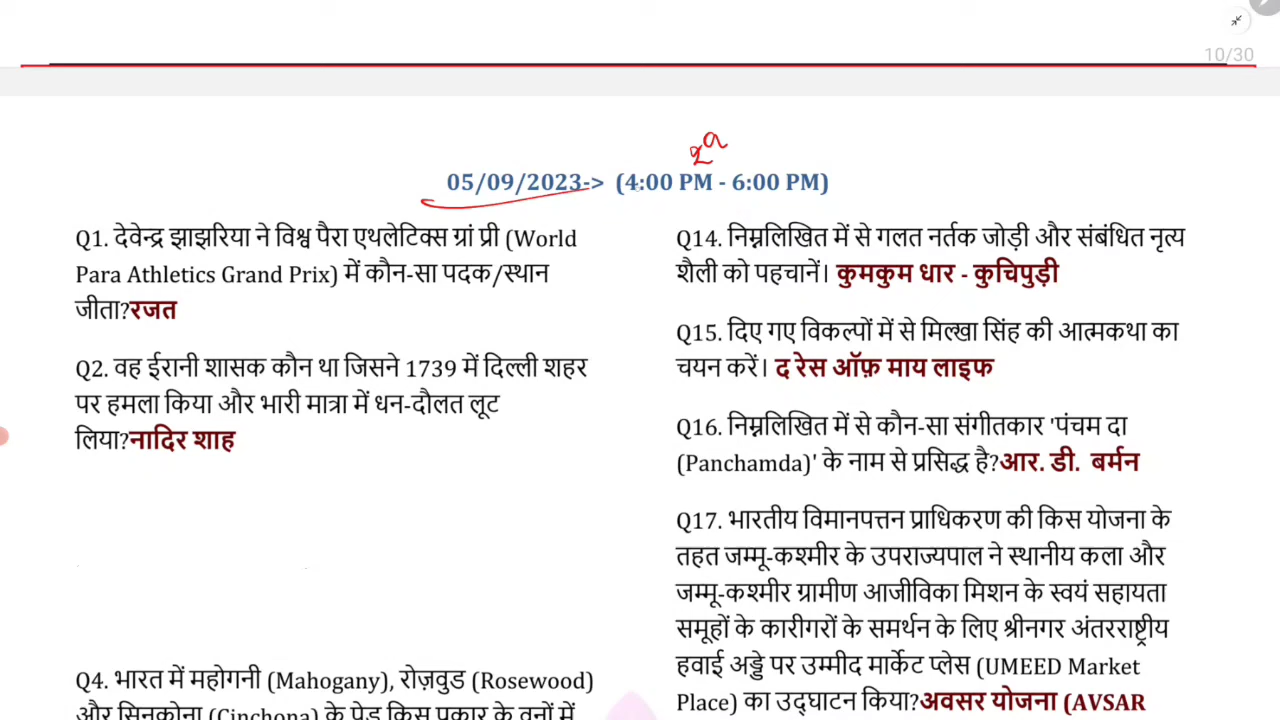 10/30
05/09/2023-> (4:00 PM - 6:00 PM)
Q1. देवेन्द्र झाझरिया ने विश्व पैरा एथलेटिक्स ग्रां प्री (World
Para Athletics Grand Prix) में कौन-सा पदक/स्थान
जीता?रजत
Q2. वह ईरानी शासक कौन था जिसने 1739 में दिल्ली शहर
पर हमला किया और भारी मात्रा में धन-दौलत लूट
लिया?नादिर शाह
Q4. भारत में महोगनी (Mahogany), रोज़वुड (Rosewood)
और सिनकोना (Cinchona) के पेड़ किस प्रकार के वनों में
Q14. निम्नलिखित में से गलत नर्तक जोड़ी और संबंधित नृत्य
शैली को पहचानें। कुमकुम धार - कुचिपुड़ी
Q15. दिए गए विकल्पों में से मिल्खा सिंह की आत्मकथा का
चयन करें। द रेस ऑफ़ माय लाइफ
Q16. निम्नलिखित में से कौन-सा संगीतकार 'पंचम दा
(Panchamda)' के नाम से प्रसिद्ध है?आर. डी. बर्मन
Q17. भारतीय विमानपत्तन प्राधिकरण की किस योजना के
तहत जम्मू-कश्मीर के उपराज्यपाल ने स्थानीय कला और
जम्मू-कश्मीर ग्रामीण आजीविका मिशन के स्वयं सहायता
समूहों के कारीगरों के समर्थन के लिए श्रीनगर अंतरराष्ट्रीय
हवाई अड्डे पर उम्मीद मार्केट प्लेस (UMEED Market
Place) का उद्घाटन किया?अवसर योजना (AVSAR